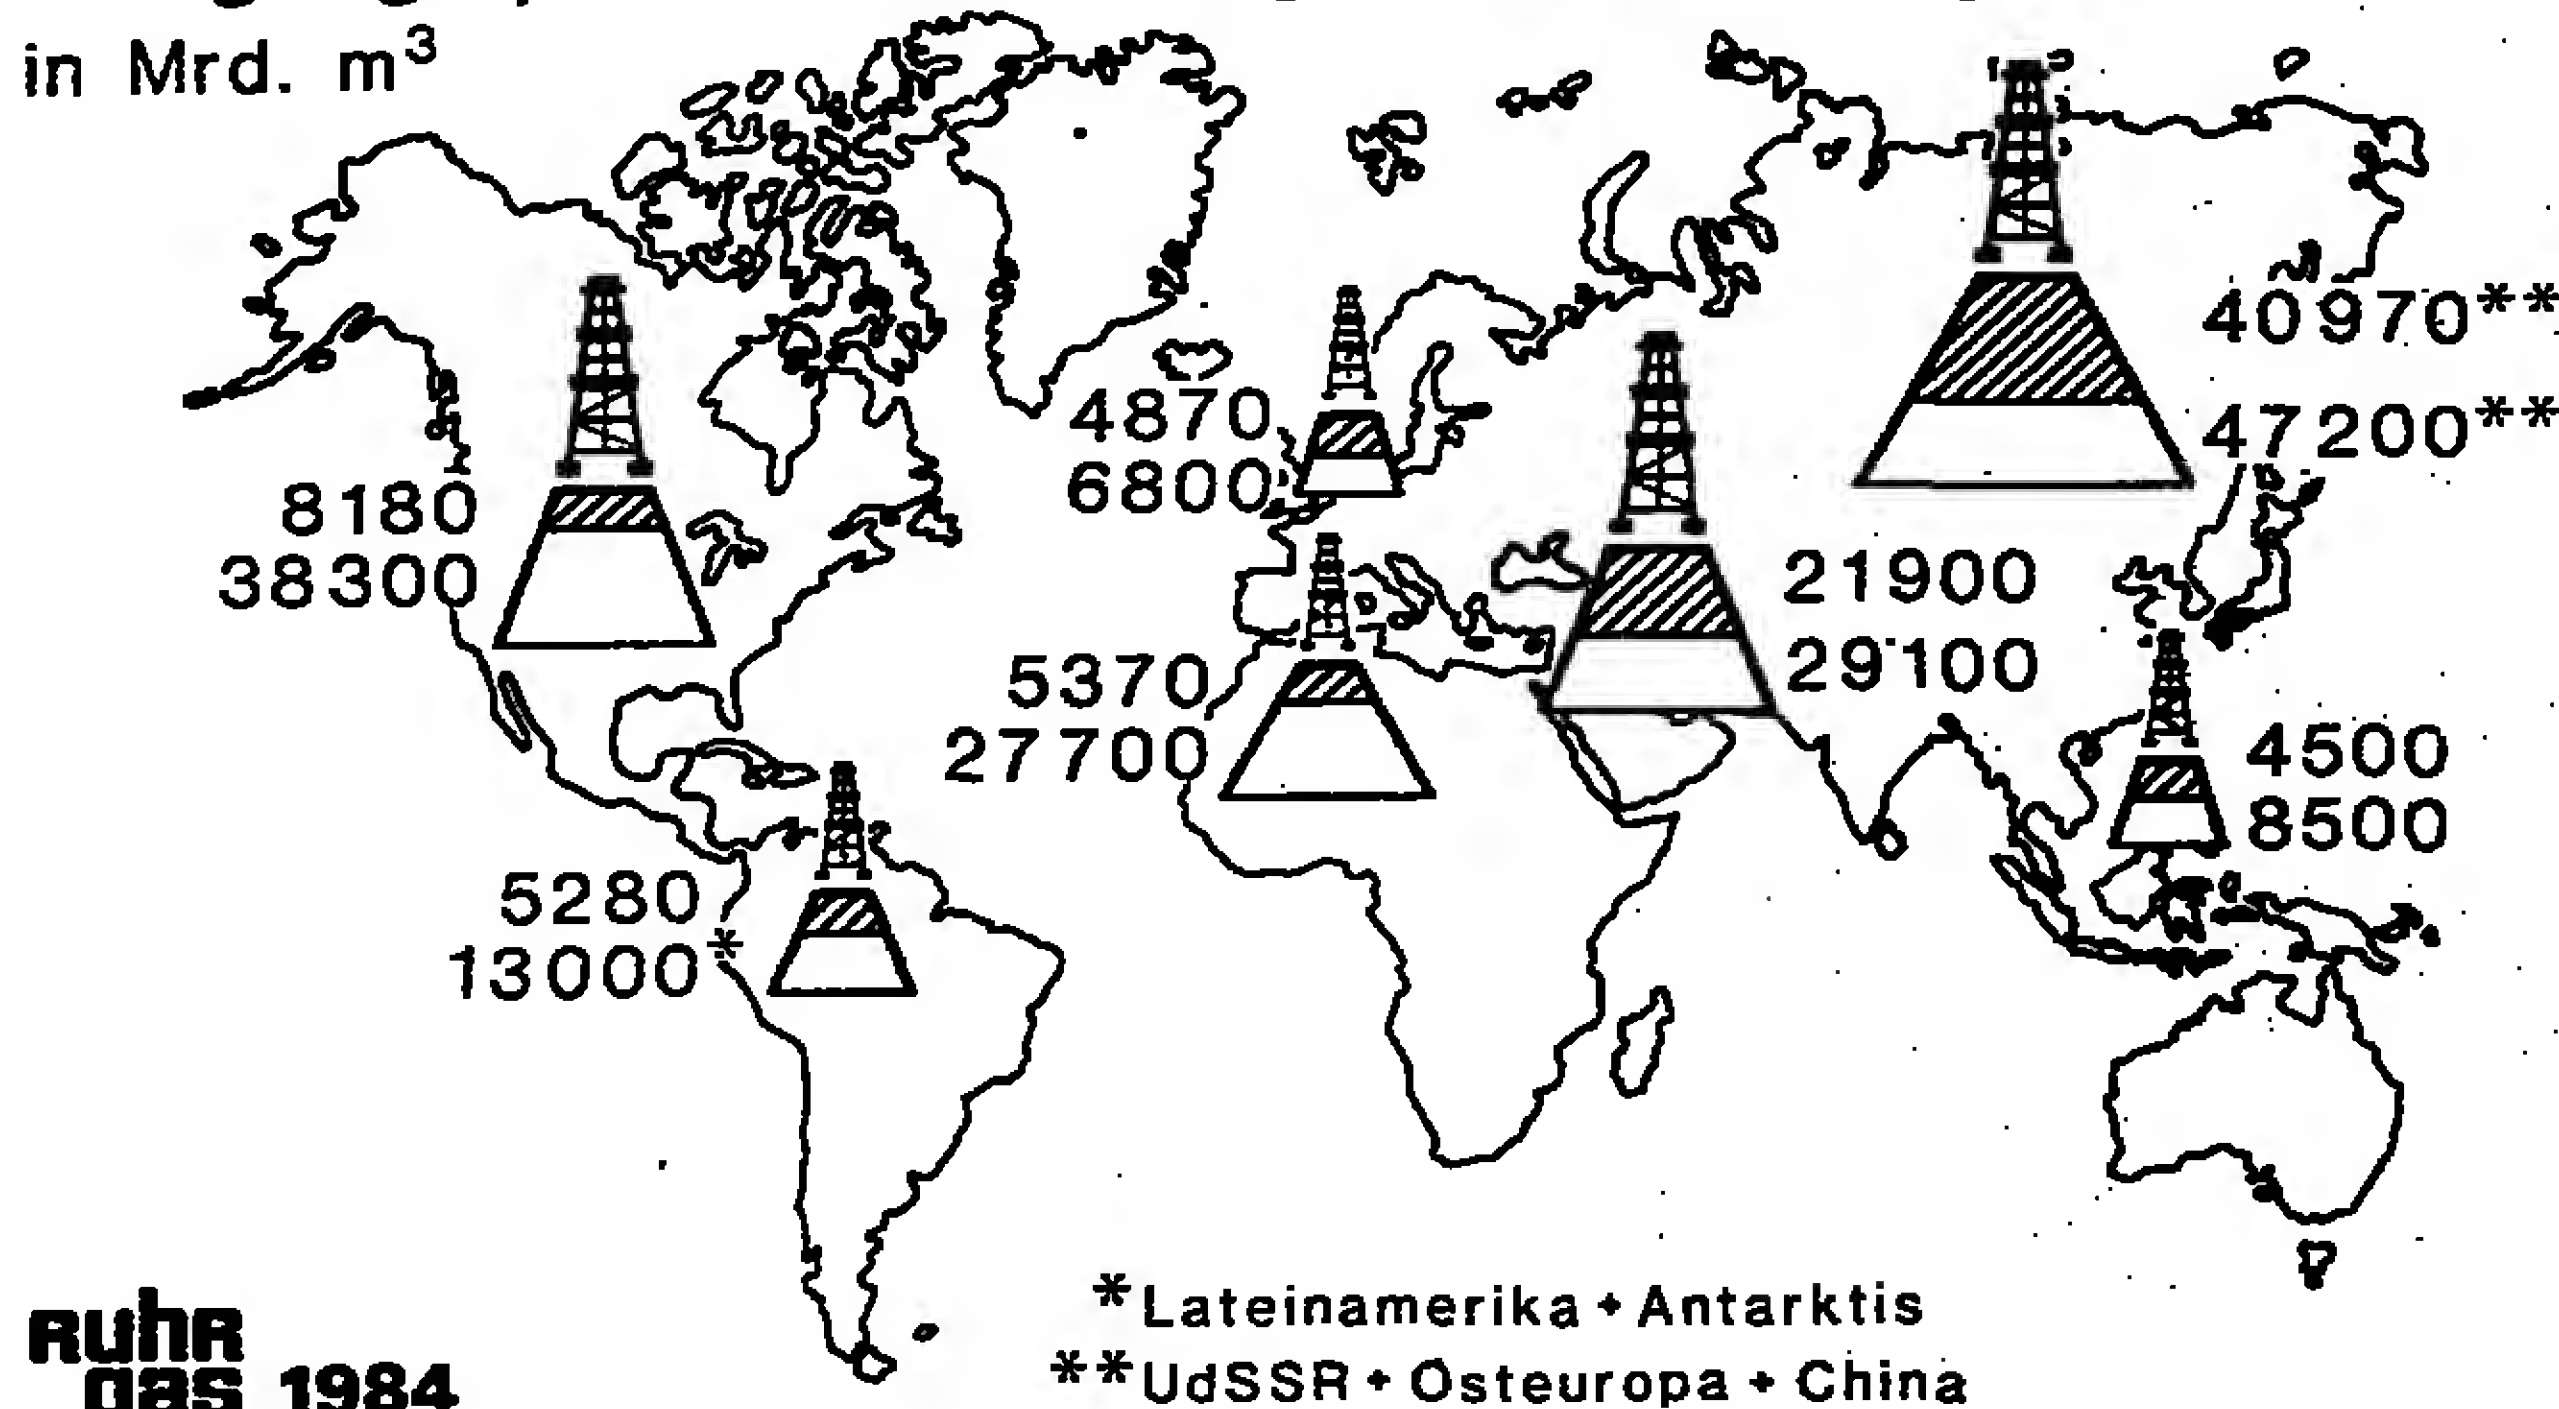 in Mrd. m³
40970**
47200**
4870
6800
8180
38300
21900
29100
5370
27700
4500
8500
5280
13000*
*Lateinamerika + Antarktis
**UdSSR + Osteuropa + China
RUhR
gas 1984